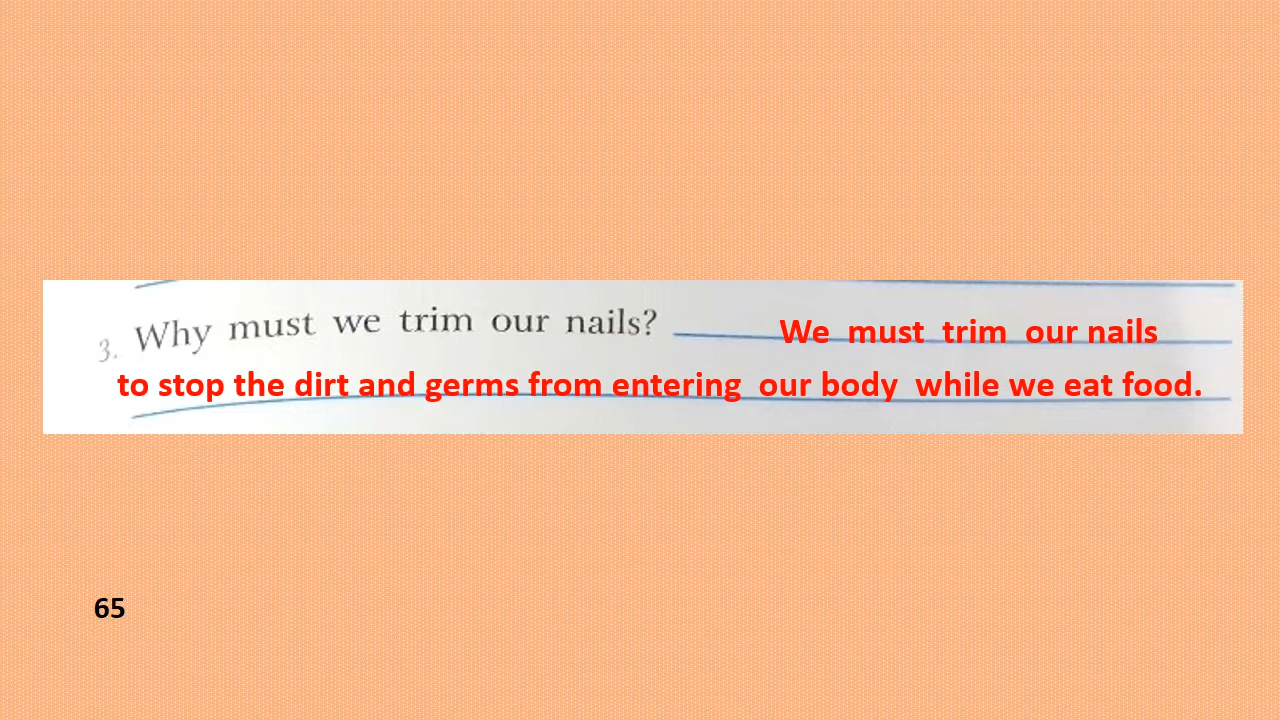 3. Why must we trim our nails? We must trim our nails
to stop the dirt and germs from entering our body while we eat food.
65